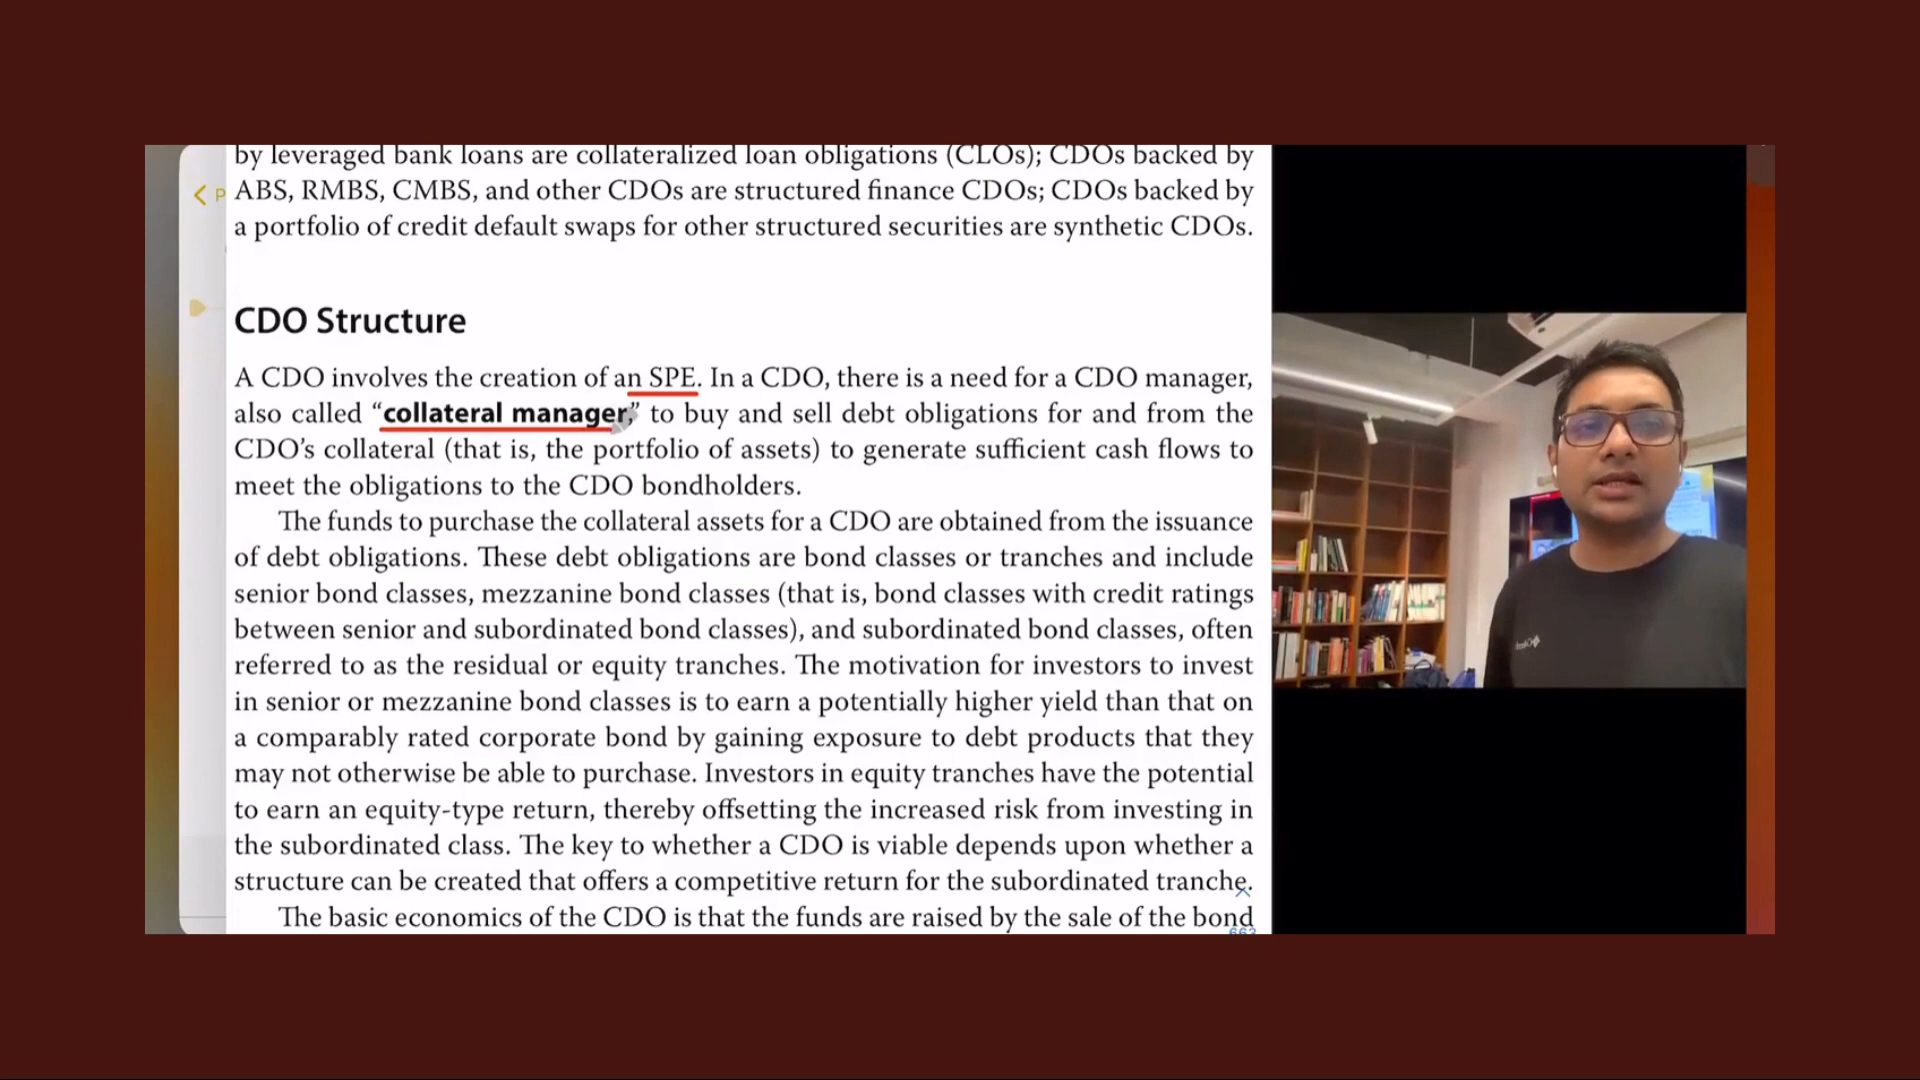 by leveraged bank loans are collateralized loan obligations (CLOs); CDOs backed by
P
ABS, RMBS, CMBS, and other CDOs are structured finance CDOs; CDOs backed by
a portfolio of credit default swaps for other structured securities are synthetic CDOs.
CDO Structure
A CDO involves the creation of an SPE. In a CDO, there is a need for a CDO manager,
also called “collateral manager,” to buy and sell debt obligations for and from the
CDO’s collateral (that is, the portfolio of assets) to generate sufficient cash flows to
meet the obligations to the CDO bondholders.
The funds to purchase the collateral assets for a CDO are obtained from the issuance
of debt obligations. These debt obligations are bond classes or tranches and include
senior bond classes, mezzanine bond classes (that is, bond classes with credit ratings
between senior and subordinated bond classes), and subordinated bond classes, often
referred to as the residual or equity tranches. The motivation for investors to invest
in senior or mezzanine bond classes is to earn a potentially higher yield than that on
a comparably rated corporate bond by gaining exposure to debt products that they
may not otherwise be able to purchase. Investors in equity tranches have the potential
to earn an equity-type return, thereby offsetting the increased risk from investing in
the subordinated class. The key to whether a CDO is viable depends upon whether a
structure can be created that offers a competitive return for the subordinated tranche.
The basic economics of the CDO is that the funds are raised by the sale of the bond
663